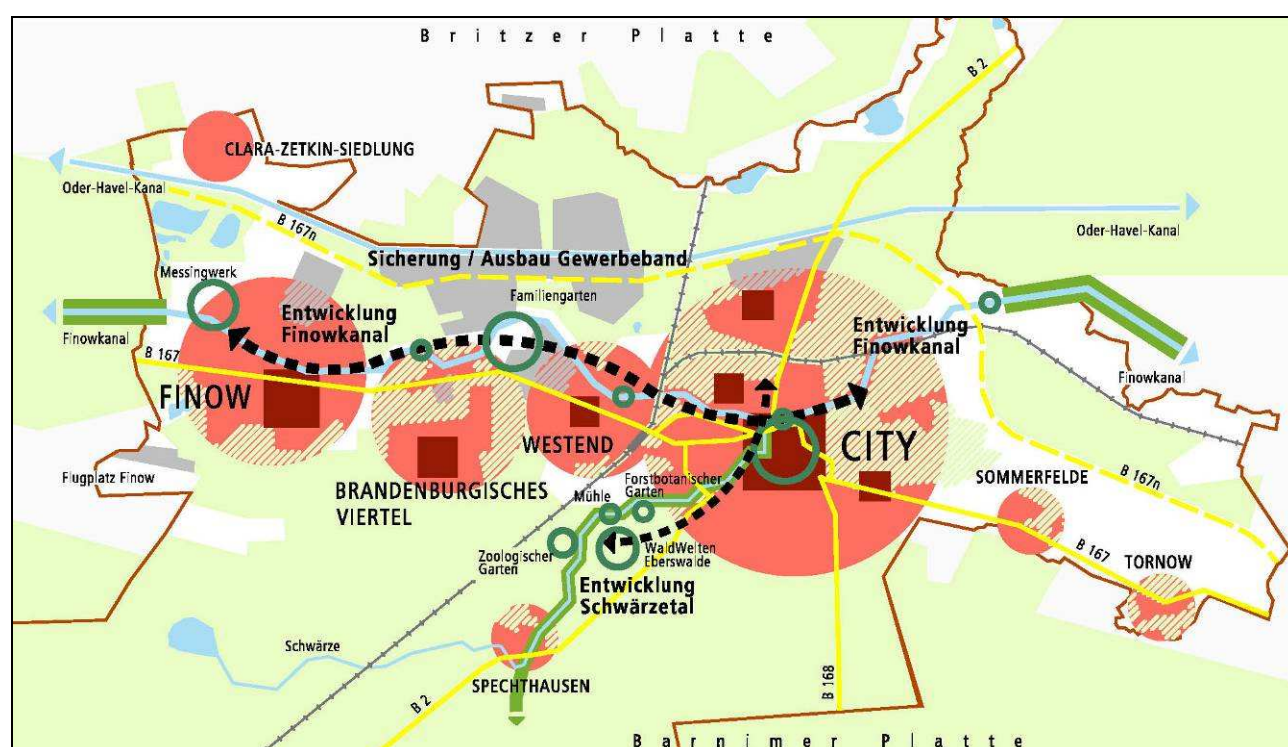 Britzer Platte
B 2
CLARA-ZETKIN-SIEDLUNG
Oder-Havel-Kanal
B 167n
Oder-Havel-Kanal
Sicherung / Ausbau Gewerbeband
Messingwerk
Familiengarten
Entwicklung
Finowkanal
Entwicklung
Finowkanal
Finowkanal
B 167
Finowkanal
FINOW
WESTEND
CITY
Flugplatz Finow
BRANDENBURGISCHES
VIERTEL
Mühle
Forstbotanischer
Garten
SOMMERFELDE
B 167n
Zoologischer
Garten
WaldWelten
Eberswalde
B 167
TORNOW
Entwicklung
Schwärzetal
Schwärze
SPECHTHAUSEN
B 2
B 168
Barnimer Platte